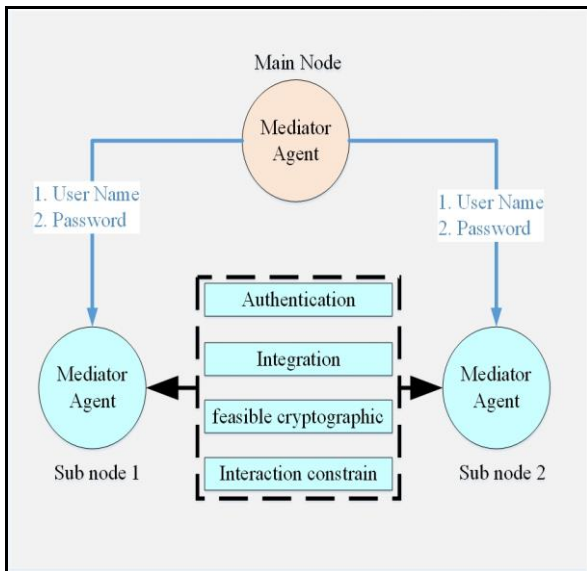 Main Node
Mediator
Agent
1. User Name
2. Password
1. User Name
2. Password
Authentication
Integration
feasible cryptographic
Interaction constrain
Mediator
Agent
Sub node 1
Mediator
Agent
Sub node 2